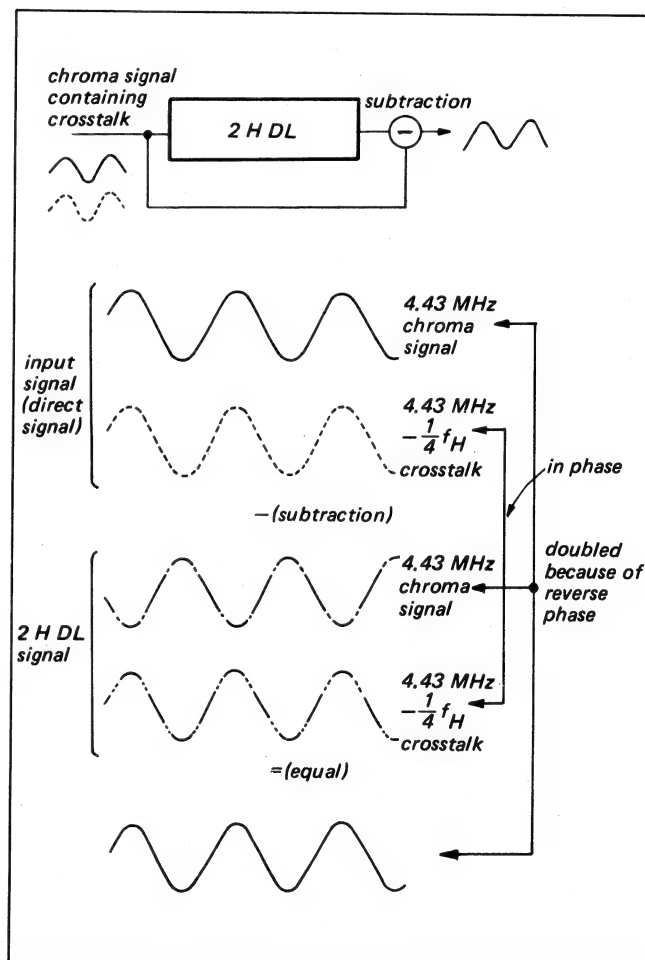 chroma signal
containing
crosstalk
subtraction
2 H DL
−
4.43 MHz
chroma
signal
input
signal
(direct
signal)
4.43 MHz
−1/4 fH
crosstalk
in phase
−(subtraction)
4.43 MHz
chroma
signal
doubled
because of
reverse
phase
2 H DL
signal
4.43 MHz
−1/4 fH
crosstalk
=(equal)